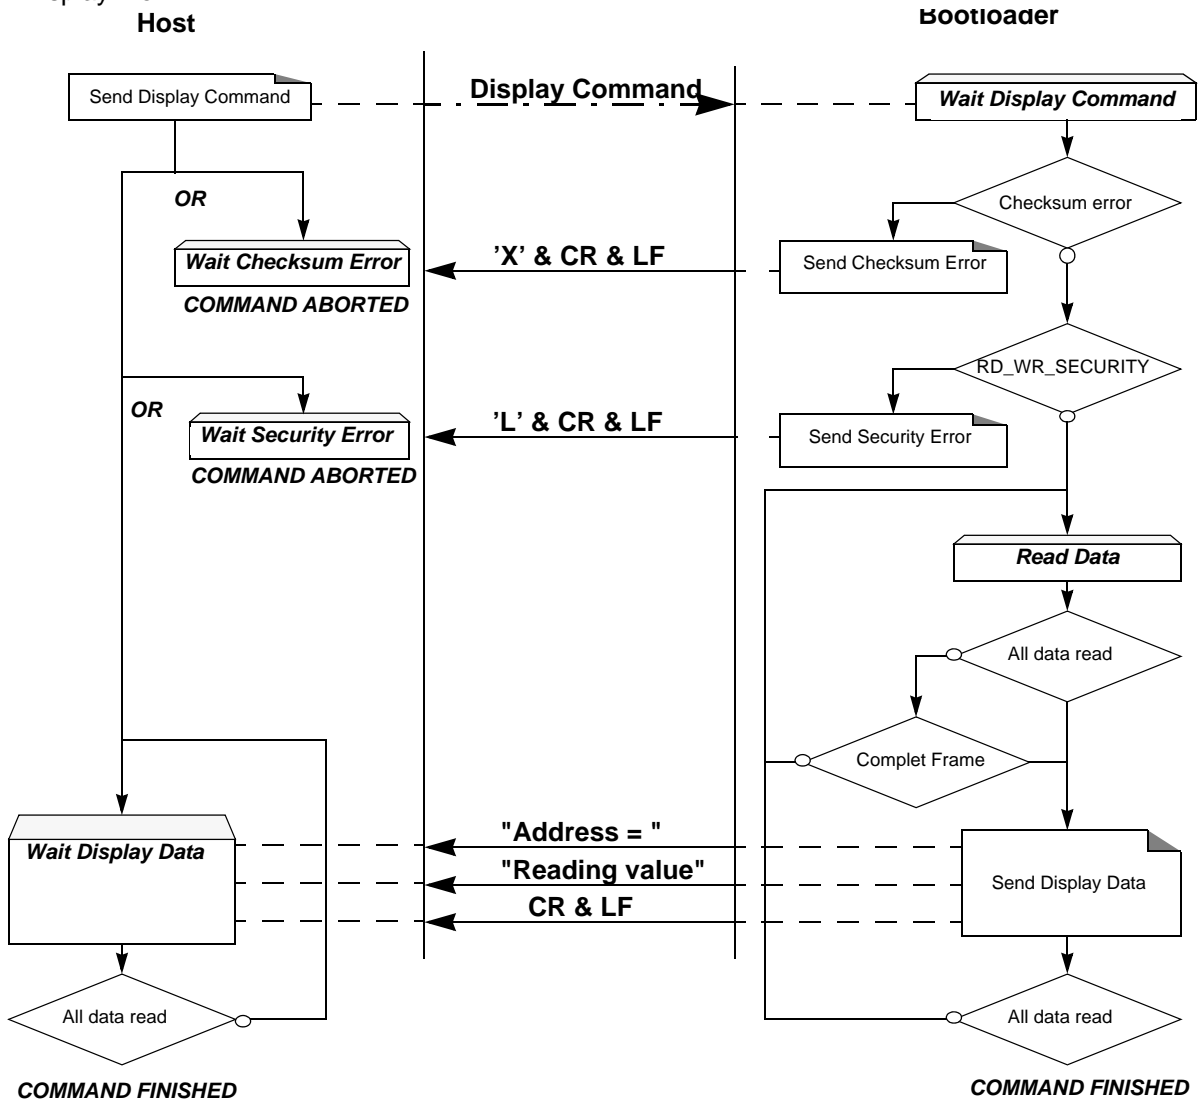 Host
Bootloader
Send Display Command
Display Command
Wait Display Command
OR
Checksum error
Wait Checksum Error
'X' & CR & LF
Send Checksum Error
COMMAND ABORTED
RD_WR_SECURITY
OR
Wait Security Error
'L' & CR & LF
Send Security Error
COMMAND ABORTED
Read Data
All data read
Complet Frame
Wait Display Data
"Address = "
"Reading value"
CR & LF
Send Display Data
All data read
All data read
COMMAND FINISHED
COMMAND FINISHED